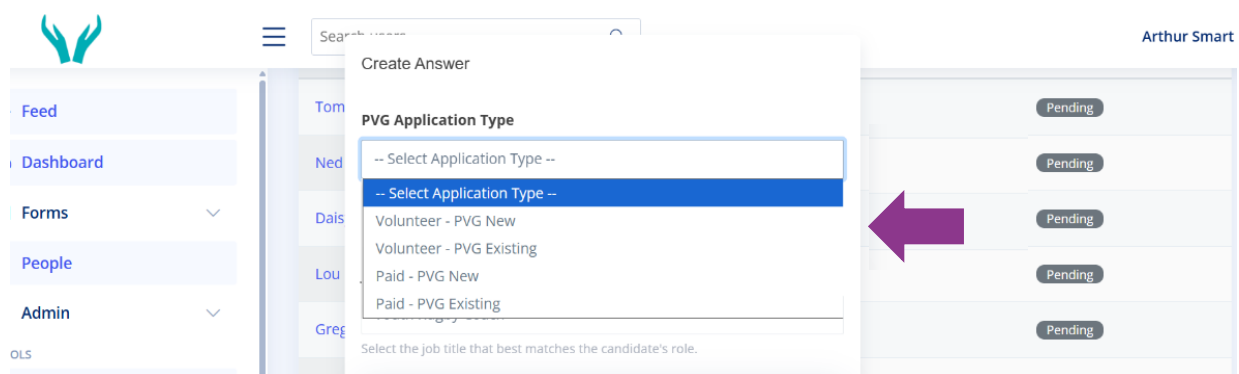 Search users
Arthur Smart
Create Answer
Feed
Tom
Pending
PVG Application Type
-- Select Application Type --
Dashboard
Ned
Pending
-- Select Application Type --
Forms
Volunteer - PVG New
Dais
Pending
Volunteer - PVG Existing
People
Lou
Paid - PVG New
Pending
Paid - PVG Existing
Admin
Greg
Pending
Select the job title that best matches the candidate's role.
OLS